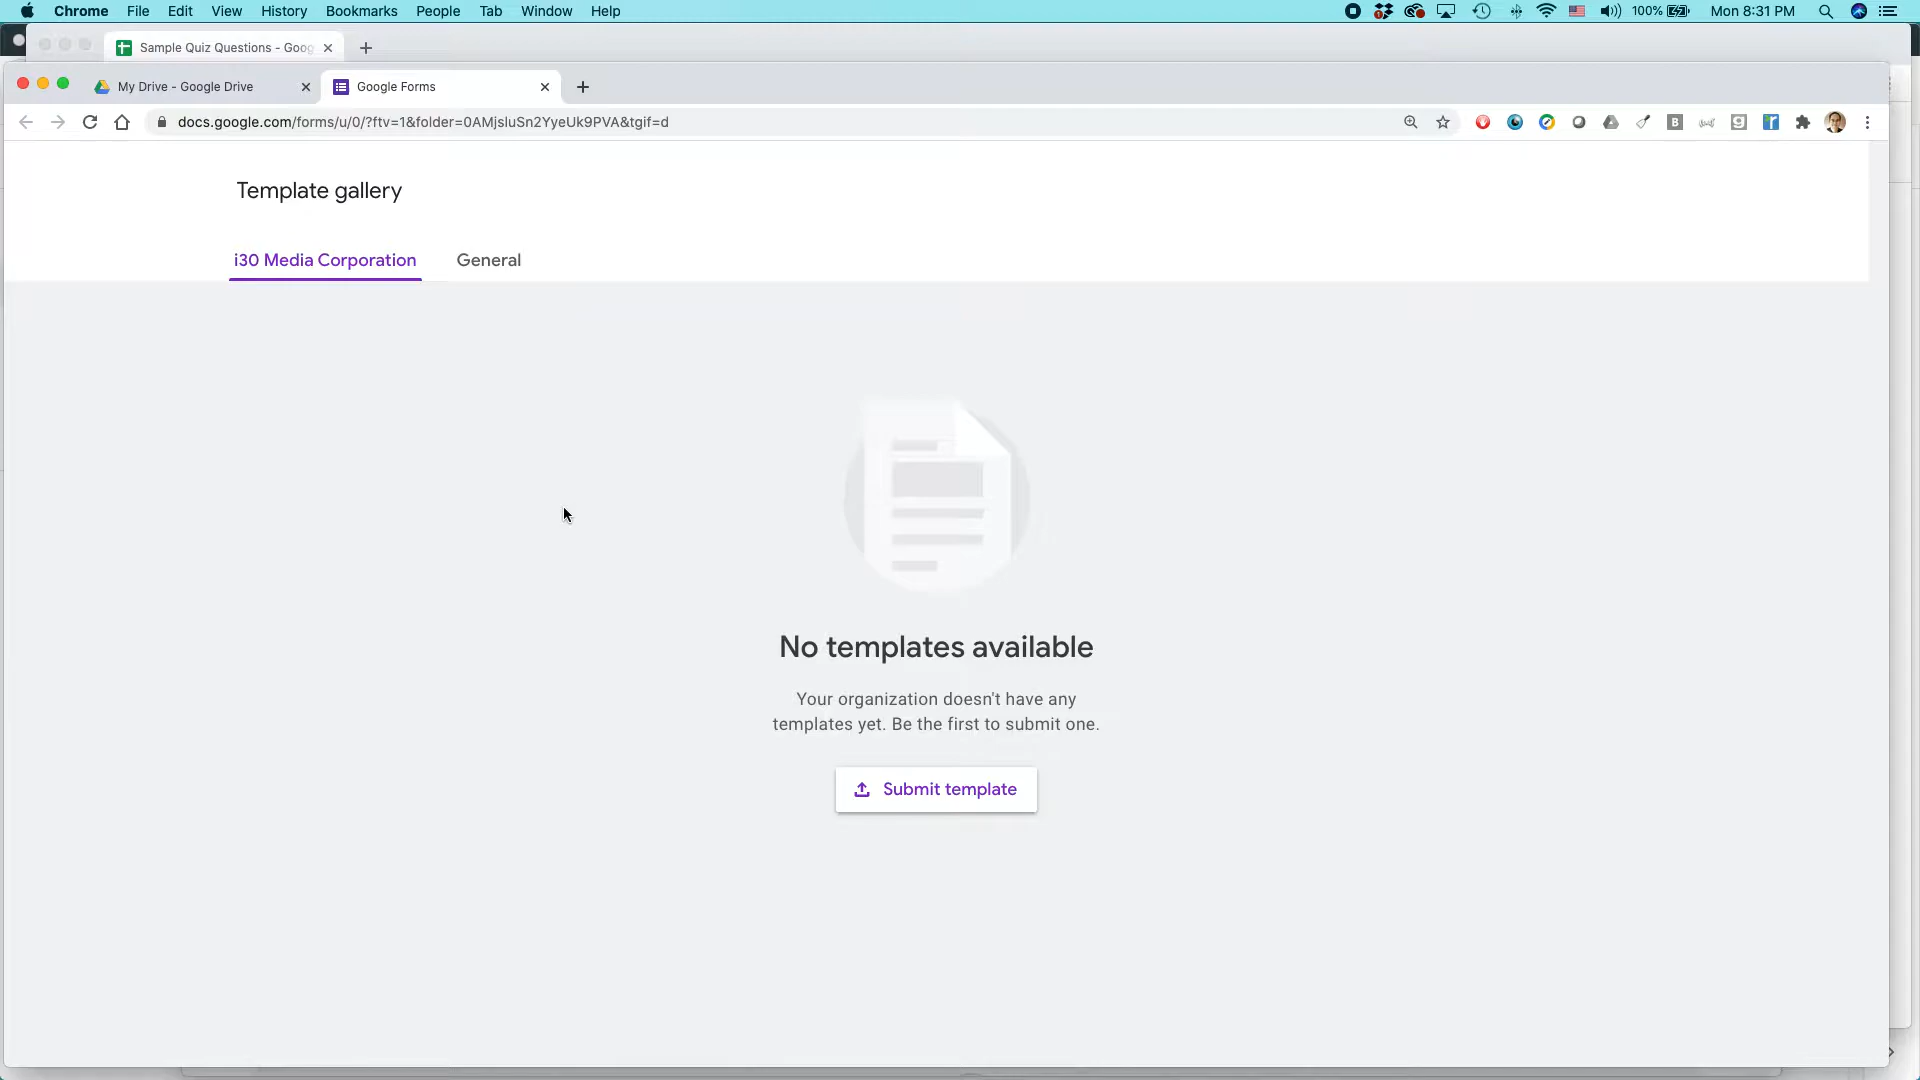 Chrome File Edit View History Bookmarks People Tab Window Help 100% Mon 8:31 PM
Sample Quiz Questions - Goog
My Drive - Google Drive Google Forms
docs.google.com/forms/u/0/?ftv=1&folder=0AMjsluSn2YyeUk9PVA&tgif=d
Template gallery
i30 Media Corporation General
No templates available
Your organization doesn't have any
templates yet. Be the first to submit one.
Submit template